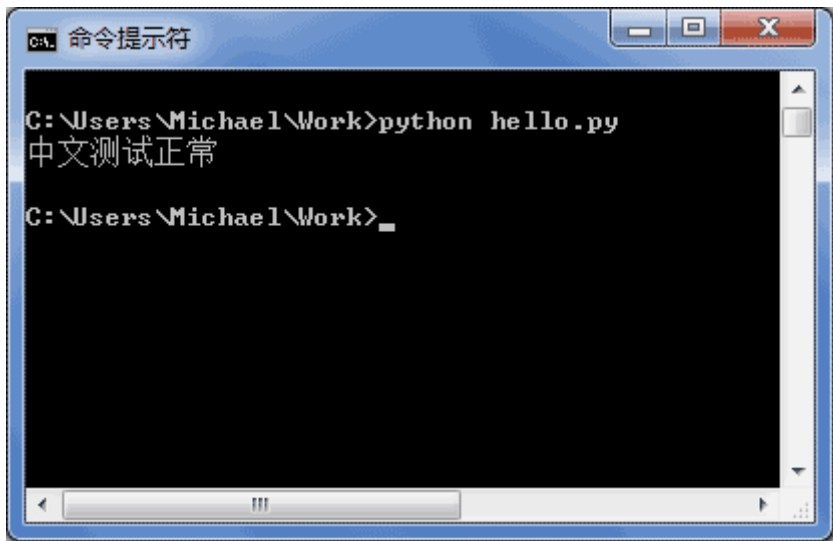 命令提示符
C:\Users\Michael\Work>python hello.py
中文测试正常
C:\Users\Michael\Work>_